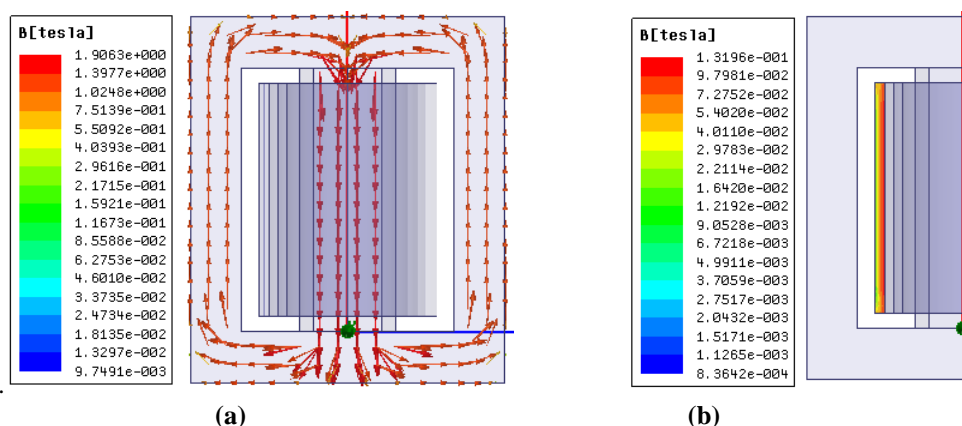 B[tesla]
1.9063e+000
1.3977e+000
1.0248e+000
7.5139e-001
5.5092e-001
4.0393e-001
2.9616e-001
2.1715e-001
1.5921e-001
1.1673e-001
8.5588e-002
6.2753e-002
4.6010e-002
3.3735e-002
2.4734e-002
1.8135e-002
1.3297e-002
9.7491e-003
(a)
B[tesla]
1.3196e-001
9.7981e-002
7.2752e-002
5.4020e-002
4.0110e-002
2.9783e-002
2.2114e-002
1.6420e-002
1.2192e-002
9.0528e-003
6.7218e-003
4.9911e-003
3.7059e-003
2.7517e-003
2.0432e-003
1.5171e-003
1.1265e-003
8.3642e-004
(b)